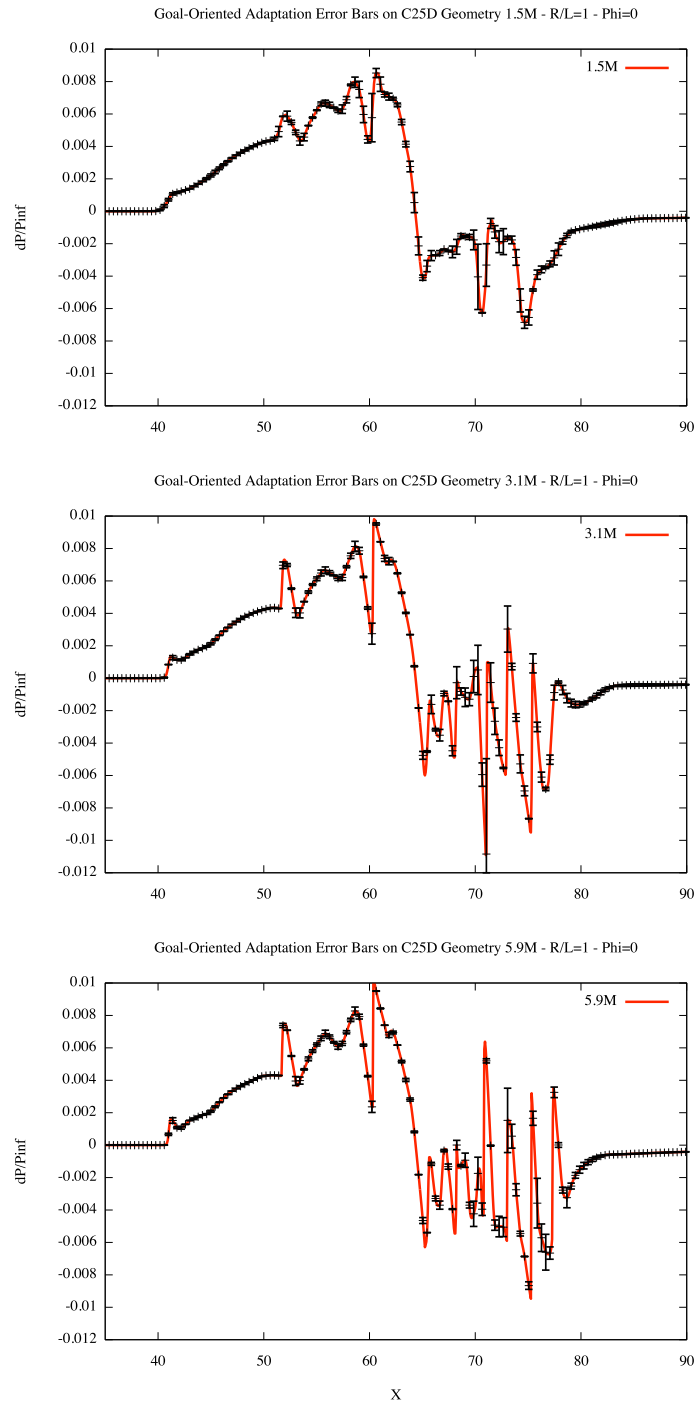 Goal-Oriented Adaptation Error Bars on C25D Geometry 1.5M - R/L=1 - Phi=0
0.01
1.5M
0.008
0.006
0.004
0.002
0
dP/Pinf
-0.002
-0.004
-0.006
-0.008
-0.01
-0.012
40 50 60 70 80 90
Goal-Oriented Adaptation Error Bars on C25D Geometry 3.1M - R/L=1 - Phi=0
0.01
3.1M
0.008
0.006
0.004
0.002
0
dP/Pinf
-0.002
-0.004
-0.006
-0.008
-0.01
-0.012
40 50 60 70 80 90
Goal-Oriented Adaptation Error Bars on C25D Geometry 5.9M - R/L=1 - Phi=0
0.01
5.9M
0.008
0.006
0.004
0.002
0
dP/Pinf
-0.002
-0.004
-0.006
-0.008
-0.01
-0.012
40 50 60 70 80 90
X